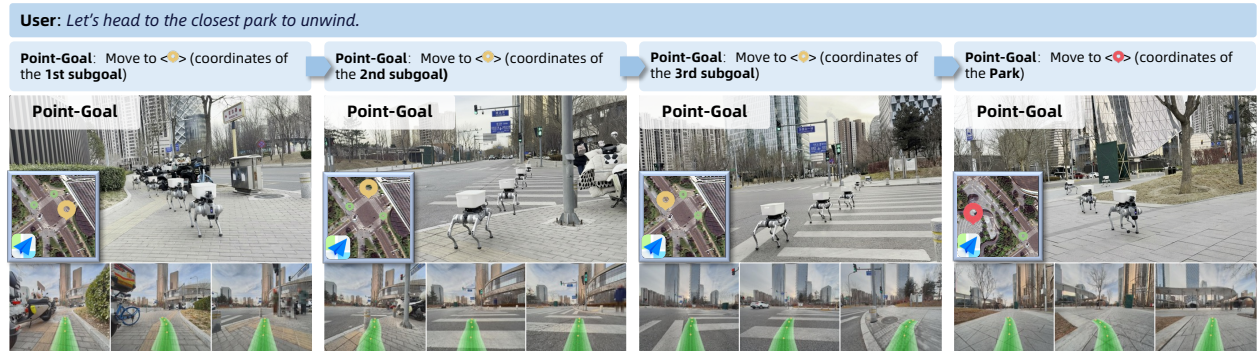 User: Let's head to the closest park to unwind.
Point-Goal: Move to <> (coordinates of
the 1st subgoal)
Point-Goal: Move to <> (coordinates of
the 2nd subgoal)
Point-Goal: Move to <> (coordinates of
the 3rd subgoal)
Point-Goal: Move to <> (coordinates of
the Park)
Point-Goal
Point-Goal
Point-Goal
Point-Goal